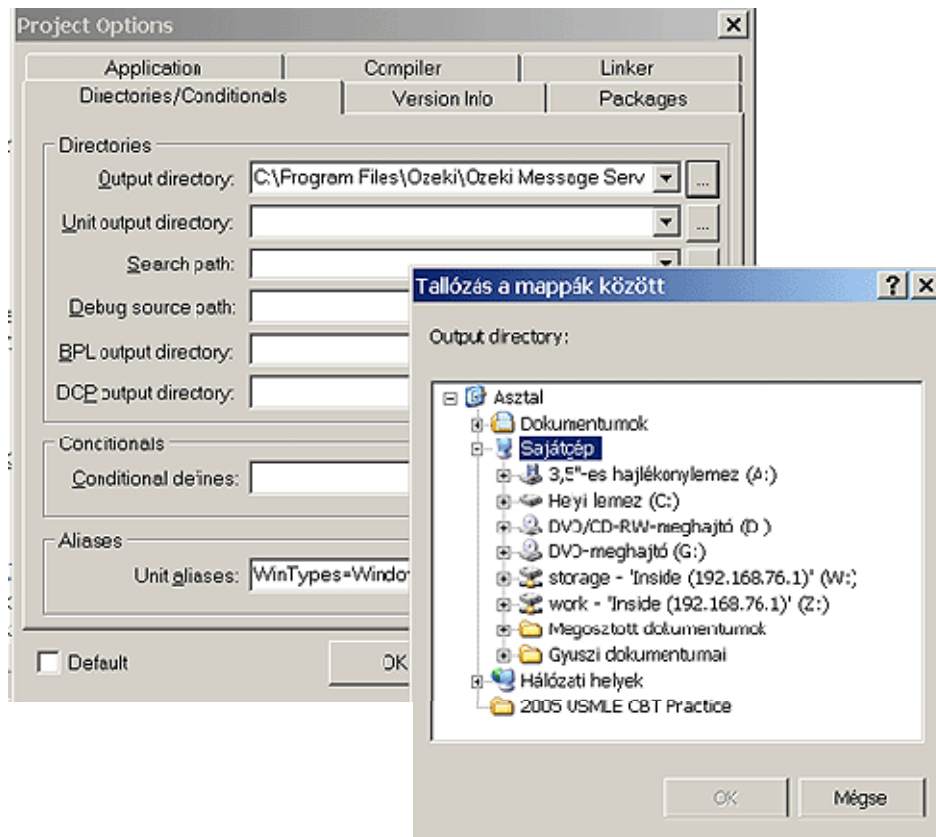 Project Options
Application Compiler Linker
Directories/Conditionals Version Info Packages
Directories
Output directory: C:\Program Files\Ozeki\Ozeki Message Serv ...
Unit output directory: ...
Search path:
Debug source path:
BPL output directory:
DCP output directory:
Conditionals
Conditional defines:
Aliases
Unit aliases: WinTypes=Windo
Default OK
Tallózás a mappák között
Output directory:
Asztal
Dokumentumok
Sajátgép
3,5"-es hajlékonylemez (A:)
Helyi lemez (C:)
DVD/CD-RW-meghajtó (D:)
DVD-meghajtó (G:)
storage - 'Inside (192.168.76.1)' (W:)
work - 'Inside (192.168.76.1)' (Z:)
Megosztott dokumentumok
Gyuszi dokumentumai
Hálózati helyek
2005 USMLE CBT Practice
OK Mégse